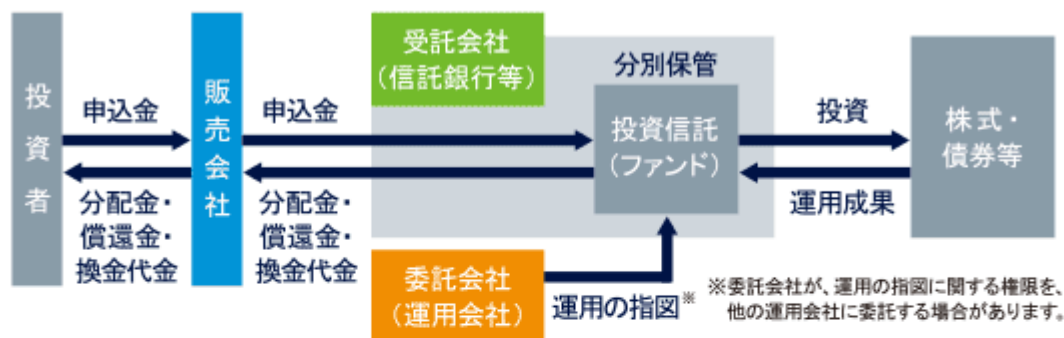 投資者
申込金
分配金・
償還金・
換金代金
販売会社
申込金
分配金・
償還金・
換金代金
受託会社
（信託銀行等）
分別保管
投資信託
（ファンド）
委託会社
（運用会社）
運用の指図※
投資
運用成果
株式・
債券等
※委託会社が、運用の指図に関する権限を、
他の運用会社に委託する場合があります。